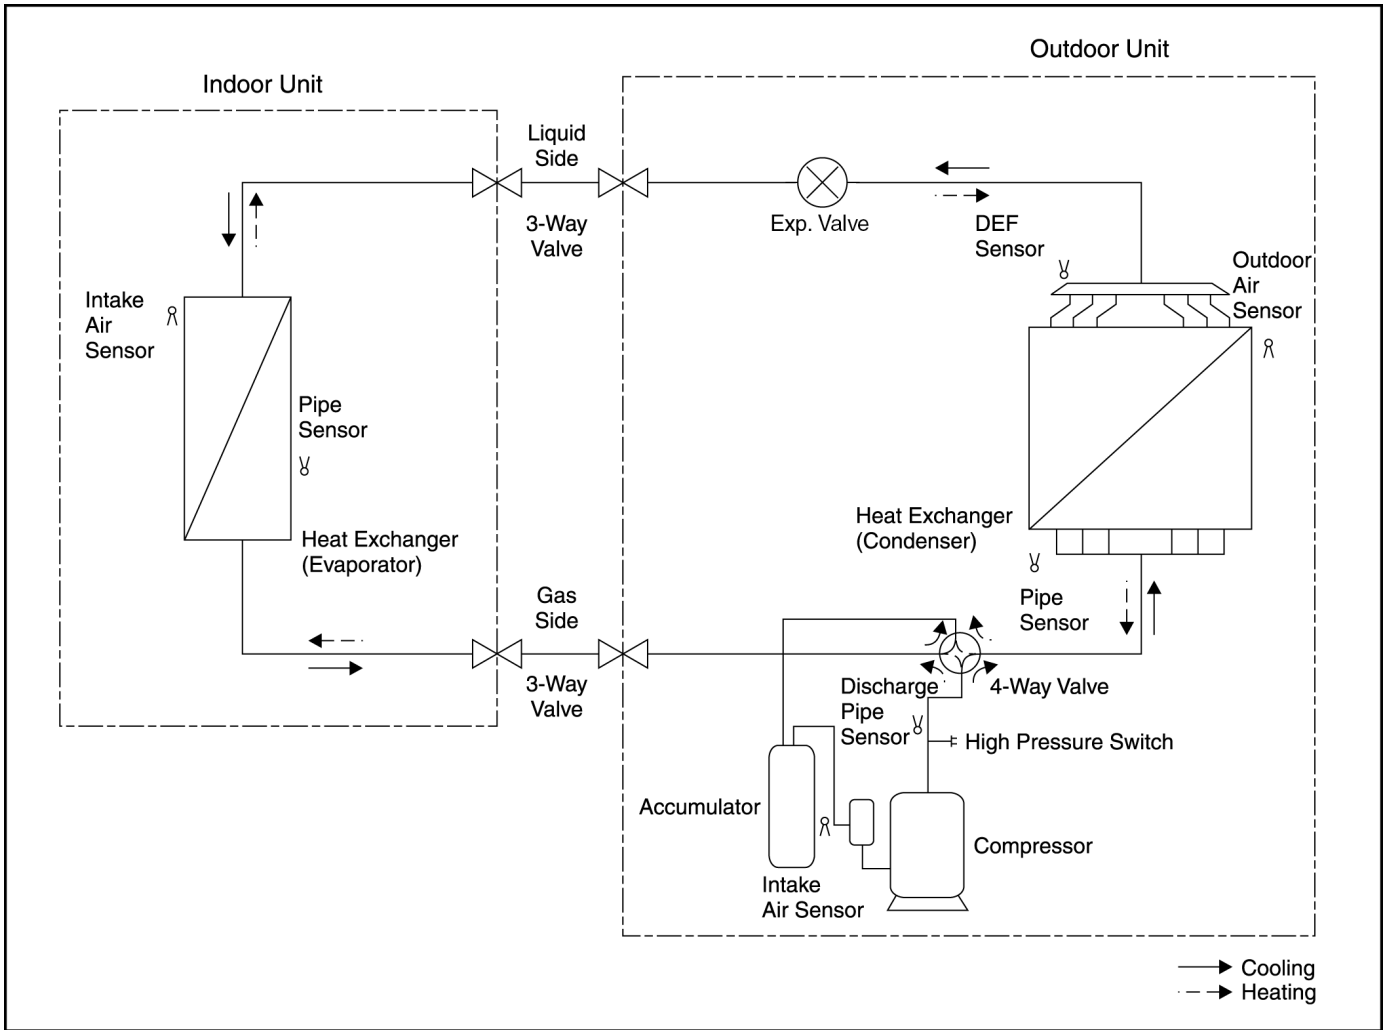 Outdoor Unit
Indoor Unit
Liquid
Side
3-Way
Valve
Exp. Valve
DEF
Sensor
Outdoor
Air
Sensor
Intake
Air
Sensor
Pipe
Sensor
Heat Exchanger
(Evaporator)
Heat Exchanger
(Condenser)
Gas
Side
3-Way
Valve
Pipe
Sensor
Discharge
Pipe
Sensor
4-Way Valve
High Pressure Switch
Accumulator
Compressor
Intake
Air Sensor
Cooling
Heating